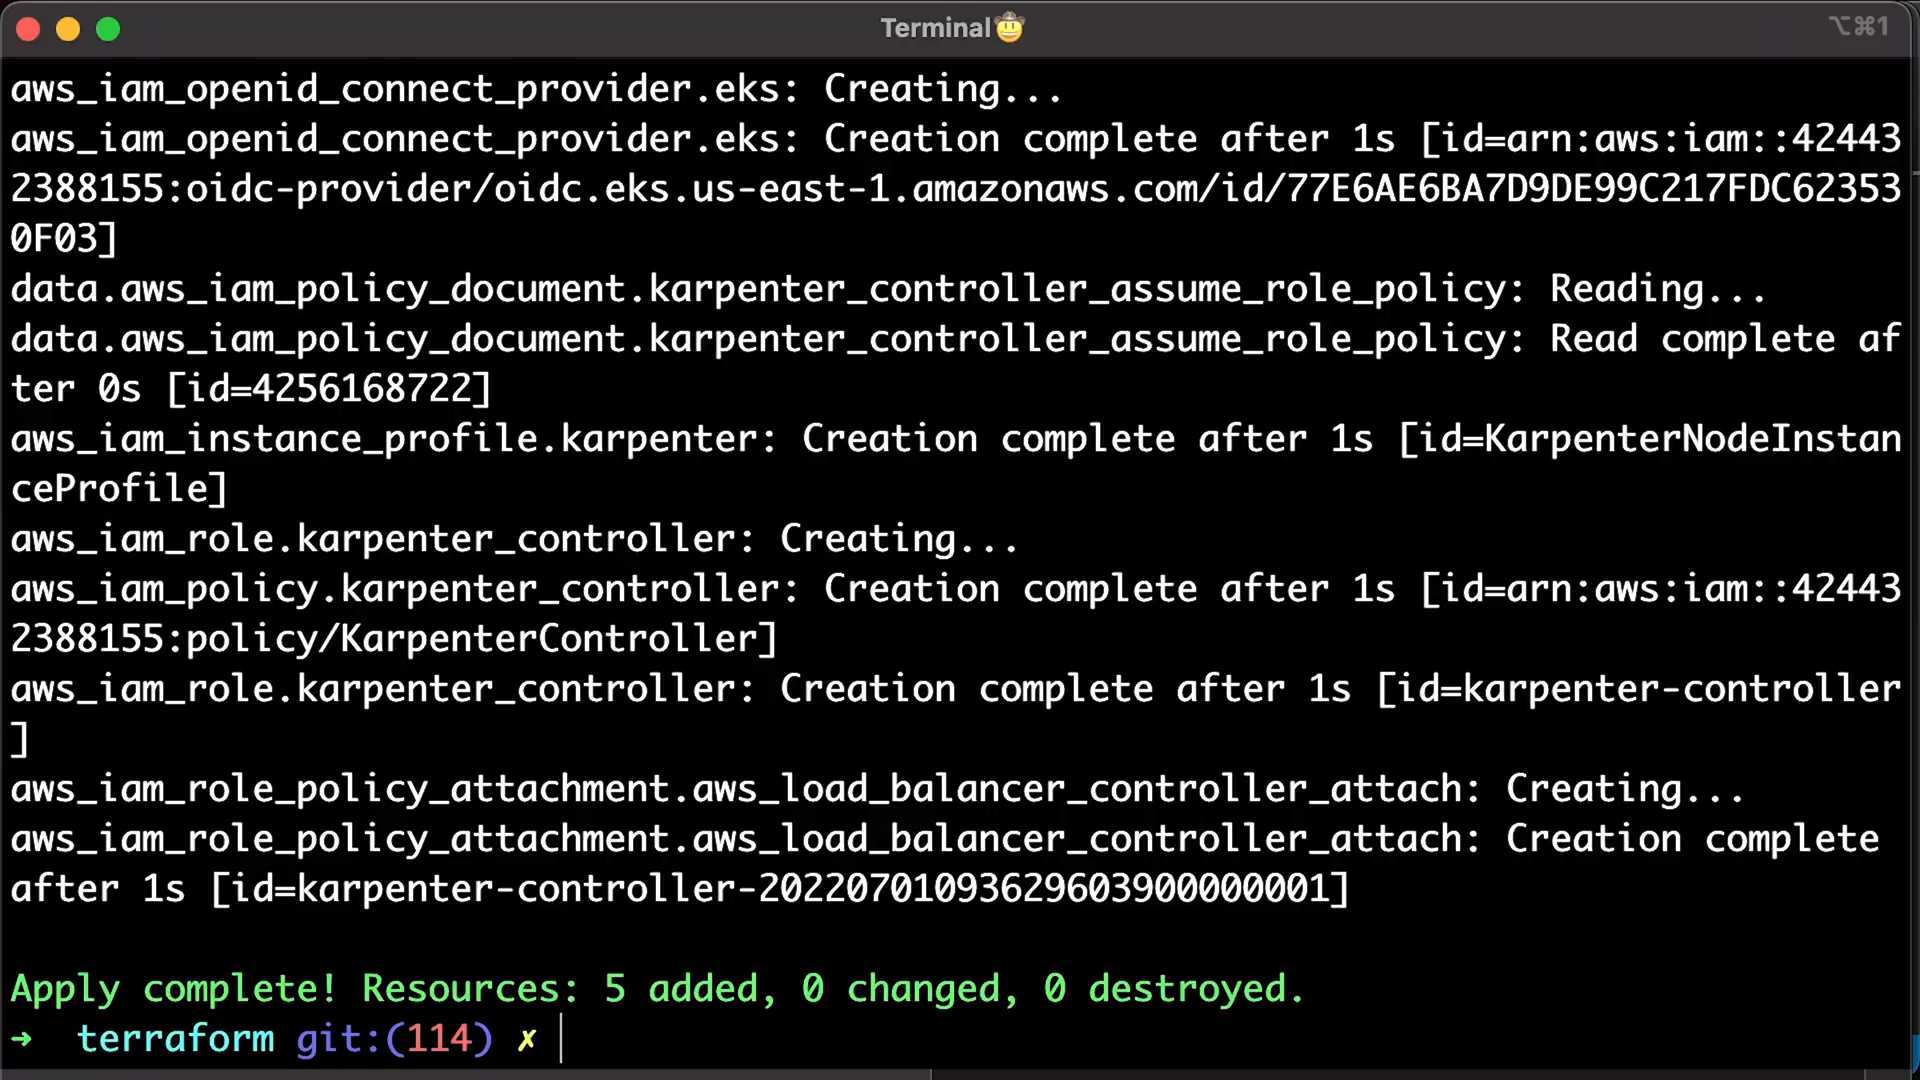 Terminal🤠
⌥⌘1
aws_iam_openid_connect_provider.eks: Creating...
aws_iam_openid_connect_provider.eks: Creation complete after 1s [id=arn:aws:iam::42443
2388155:oidc-provider/oidc.eks.us-east-1.amazonaws.com/id/77E6AE6BA7D9DE99C217FDC62353
0F03]
data.aws_iam_policy_document.karpenter_controller_assume_role_policy: Reading...
data.aws_iam_policy_document.karpenter_controller_assume_role_policy: Read complete af
ter 0s [id=4256168722]
aws_iam_instance_profile.karpenter: Creation complete after 1s [id=KarpenterNodeInstan
ceProfile]
aws_iam_role.karpenter_controller: Creating...
aws_iam_policy.karpenter_controller: Creation complete after 1s [id=arn:aws:iam::42443
2388155:policy/KarpenterController]
aws_iam_role.karpenter_controller: Creation complete after 1s [id=karpenter-controller
]
aws_iam_role_policy_attachment.aws_load_balancer_controller_attach: Creating...
aws_iam_role_policy_attachment.aws_load_balancer_controller_attach: Creation complete
after 1s [id=karpenter-controller-20220701093629603900000001]
Apply complete! Resources: 5 added, 0 changed, 0 destroyed.
→ terraform git:(114) ✗